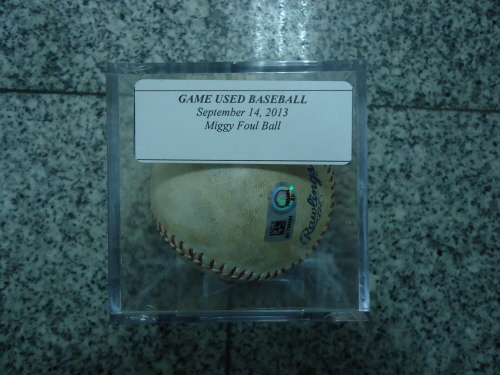 GAME USED BASEBALL
September 14, 2013
Miggy Foul Ball
Rawlings